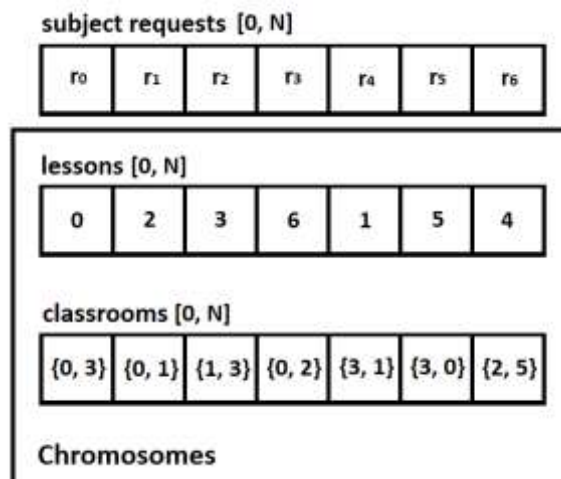 subject requests [0, N]
r₀ r₁ r₂ r₃ r₄ r₅ r₆
lessons [0, N]
0 2 3 6 1 5 4
classrooms [0, N]
{0, 3} {0, 1} {1, 3} {0, 2} {3, 1} {3, 0} {2, 5}
Chromosomes